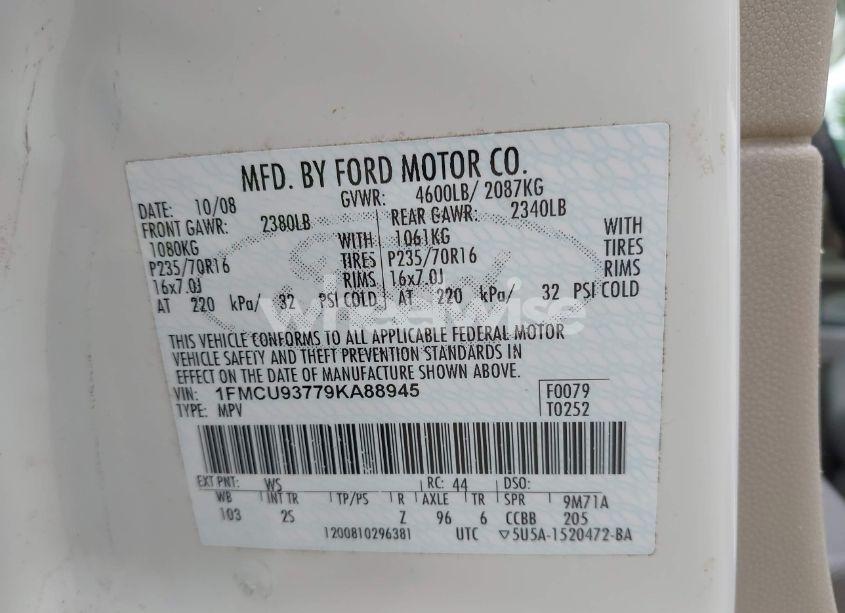 MFD. BY FORD MOTOR CO.
DATE: 10/08 GVWR: 4600LB/ 2087KG
FRONT GAWR: 2380LB REAR GAWR: 2340LB
1080KG WITH 1061KG WITH
P235/70R16 TIRES P235/70R16 TIRES
16x7.0J RIMS 16x7.0J RIMS
AT 220 kPa/ 32 PSI COLD AT 220 kPa/ 32 PSI COLD
wheelwise
THIS VEHICLE CONFORMS TO ALL APPLICABLE FEDERAL MOTOR
VEHICLE SAFETY AND THEFT PREVENTION STANDARDS IN
EFFECT ON THE DATE OF MANUFACTURE SHOWN ABOVE.
VIN: 1FMCU93779KA88945 F0079
TYPE: MPV T0252
EXT PNT: WS RC: 44 DSO:
WB INT TR TP/PS R AXLE TR SPR 9M71A
103 2S Z 96 6 CCBB 205
1200810296381 UTC ▽5U5A-1520472-BA